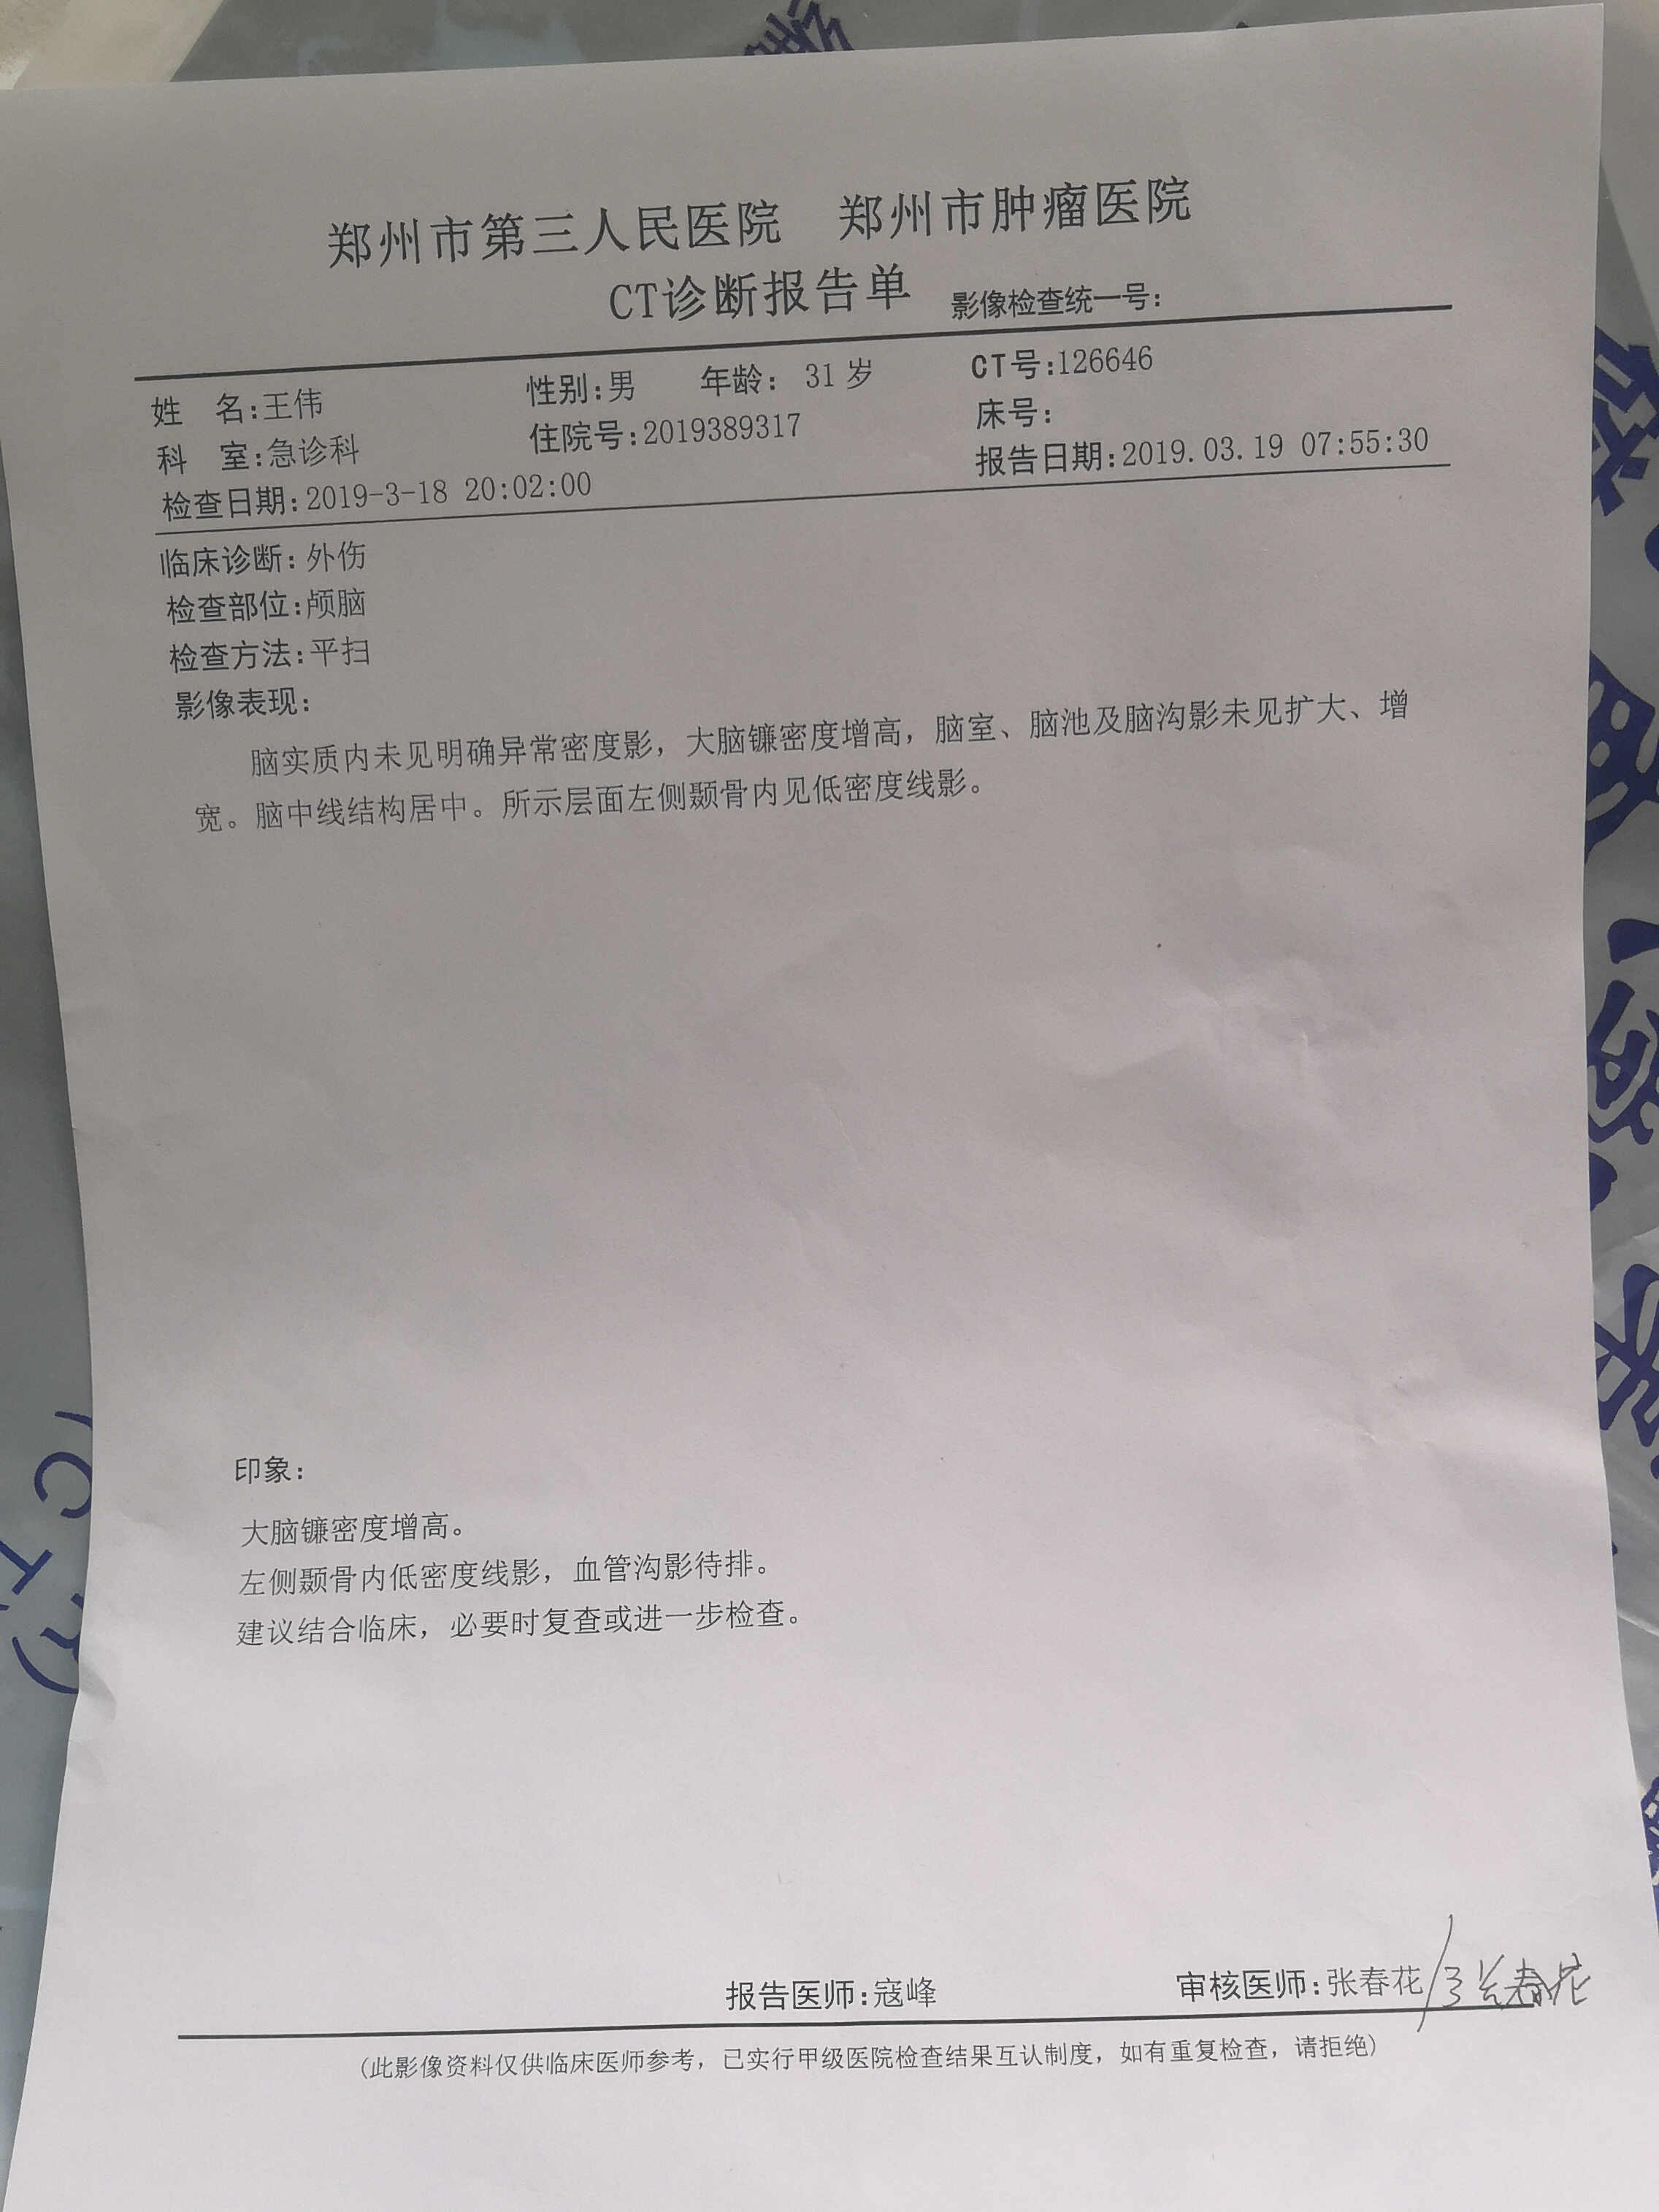 郑州市第三人民医院 郑州市肿瘤医院
CT诊断报告单 影像检查统一号:
姓 名:王伟 性别:男 年龄: 31 岁 CT号:126646
科 室:急诊科 住院号:2019389317 床号:
检查日期:2019-3-18 20:02:00 报告日期:2019.03.19 07:55:30
临床诊断: 外伤
检查部位:颅脑
检查方法:平扫
影像表现:
脑实质内未见明确异常密度影，大脑镰密度增高，脑室、脑池及脑沟影未见扩大、增
宽。脑中线结构居中。所示层面左侧颞骨内见低密度线影。
印象:
大脑镰密度增高。
左侧颞骨内低密度线影，血管沟影待排。
建议结合临床，必要时复查或进一步检查。
报告医师:寇峰 审核医师:张春花/张春花
(此影像资料仅供临床医师参考，已实行甲级医院检查结果互认制度，如有重复检查，请拒绝)
(CT